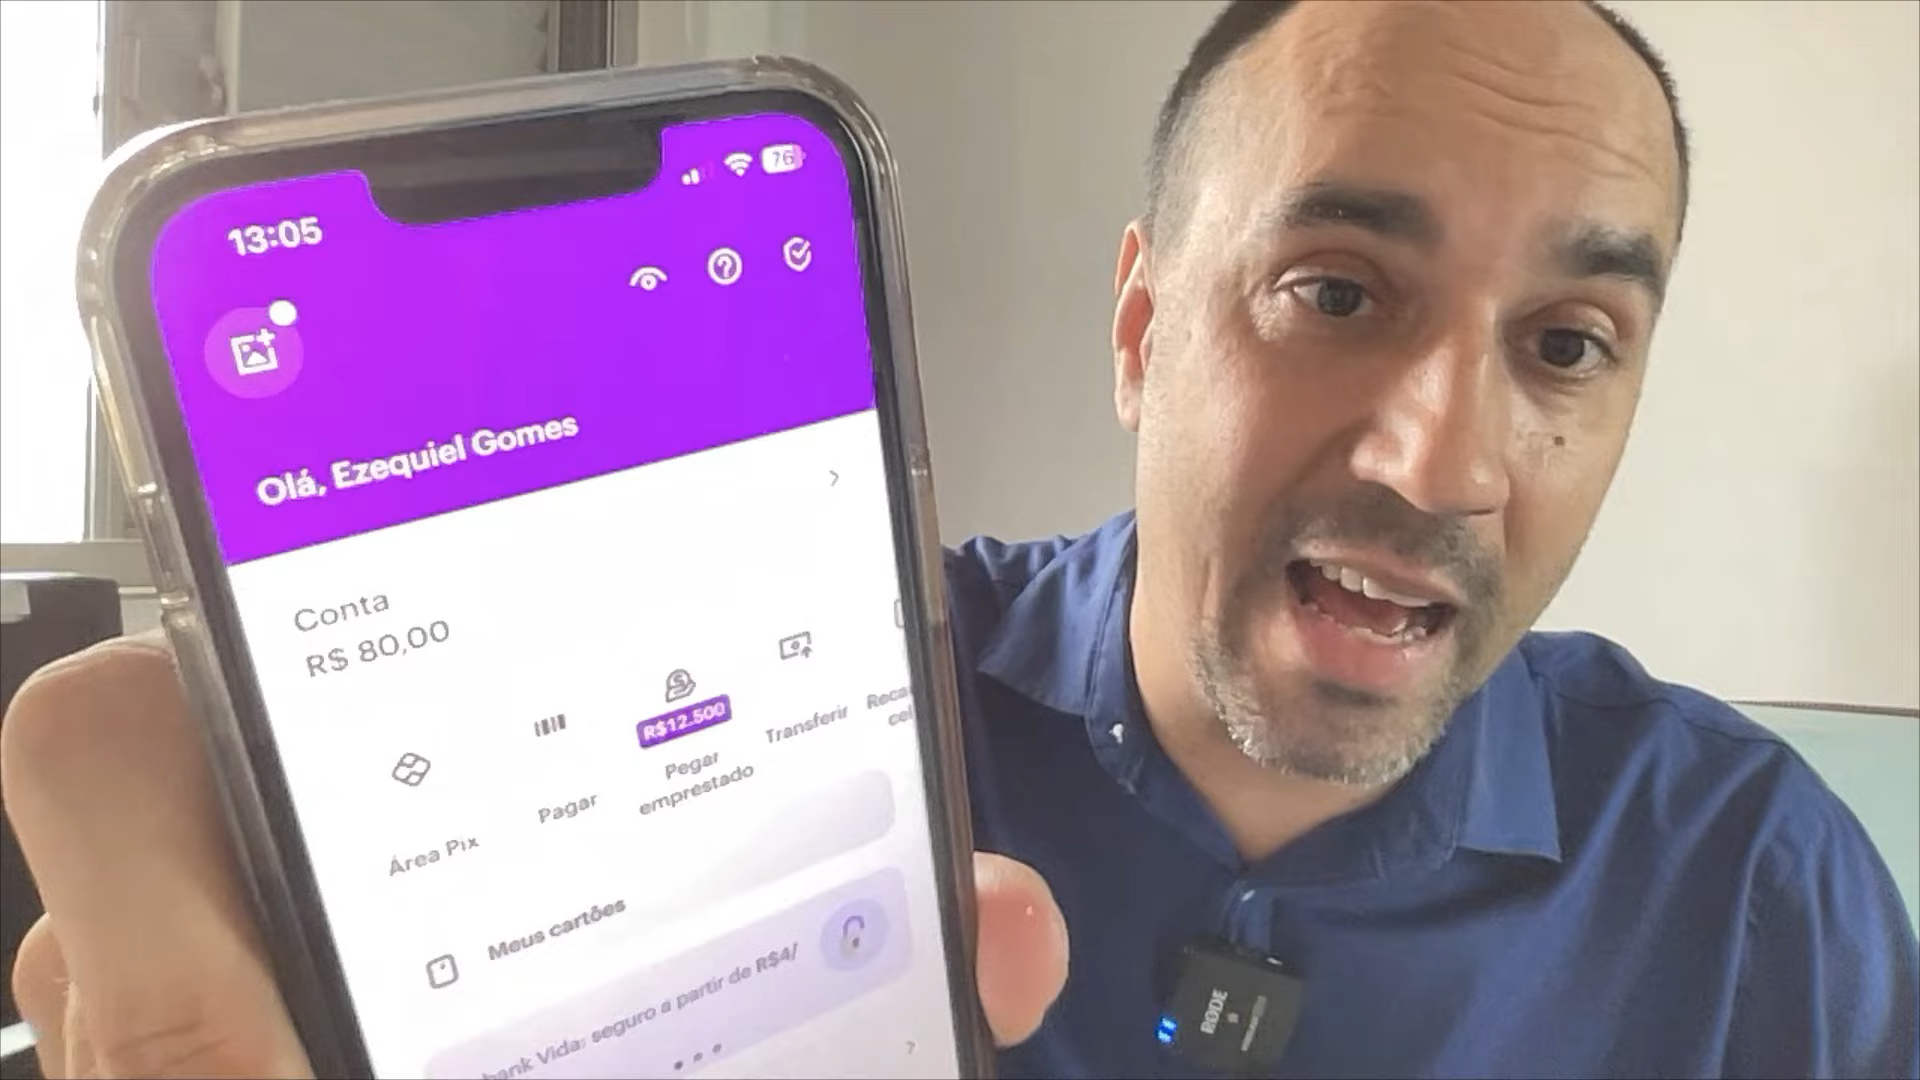 13:05
76
Olá, Ezequiel Gomes
Conta
R$ 80,00
R$12.500
Área Pix
Pagar
Pegar
emprestado
Transferir
Meus cartões
Vida: seguro a partir de R$4/
RODE